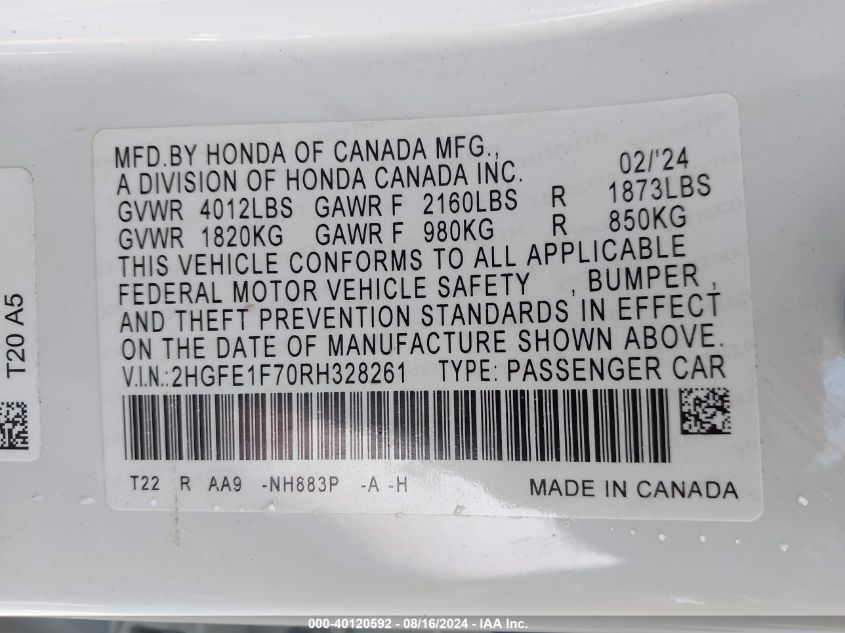 MFD.BY HONDA OF CANADA MFG.,
A DIVISION OF HONDA CANADA INC. 02/'24
GVWR 4012LBS GAWR F 2160LBS R 1873LBS
GVWR 1820KG GAWR F 980KG R 850KG
THIS VEHICLE CONFORMS TO ALL APPLICABLE
FEDERAL MOTOR VEHICLE SAFETY , BUMPER ,
AND THEFT PREVENTION STANDARDS IN EFFECT
ON THE DATE OF MANUFACTURE SHOWN ABOVE.
V.I.N.:2HGFE1F70RH328261 TYPE: PASSENGER CAR
T22 R AA9 -NH883P -A -H MADE IN CANADA
T20 A5
000-40120592 - 08/16/2024 - IAA Inc.